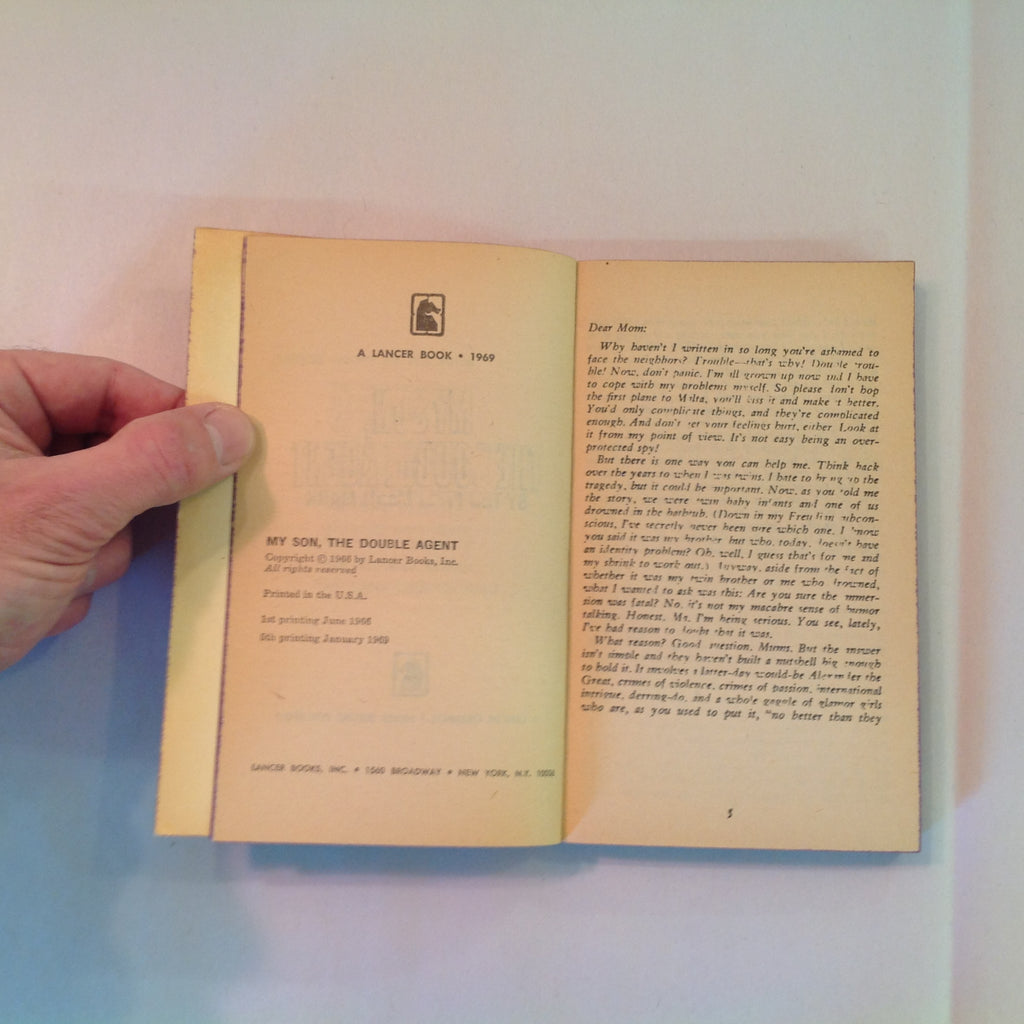 A LANCER BOOK • 1969
MY SON, THE DOUBLE AGENT
Copyright © 1966 by Lancer Books, Inc.
All rights reserved
Printed in the U.S.A.
1st printing June 1966
printing January 1969
LANCER BOOKS, INC. • 1560 BROADWAY • NEW YORK, N.Y.
Dear Mom:
Why haven't I written in so long you're ashamed to
face the neighbors? Trouble—that's why! Double trou-
ble! Now, don't panic. I'm all grown up now and I have
to cope with my problems myself. So please don't hop
the first plane to Malta, you'll kiss it and make it better.
You'd only complicate things, and they're complicated
enough. And don't get your feelings hurt, either. Look at
it from my point of view. It's not easy being an over-
protected spy!
But there is one way you can help me. Think back
over the years to when I was twins. I hate to bring up the
tragedy, but it could be important. Now, as you told me
the story, we were twin baby infants and one of us
drowned in the bathtub. (Down in my Freudian subcon-
scious, I've secretly never been sure which one. I know
you said it was my brother, but who, today, doesn't have
an identity problem? Oh, well, I guess that's for me and
my shrink to work out.) Anyway, aside from the fact of
whether it was my twin brother or me who drowned,
what I wanted to ask was this: Are you sure the immer-
sion was fatal? No, it's not my macabre sense of humor
talking. Honest, Ma, I'm being serious. You see, lately,
I've had reason to doubt that it was.
What reason? Good question, Mums. But the answer
isn't simple and they haven't built a nutshell big enough
to hold it. It involves a latter-day would-be Alexander the
Great, crimes of violence, crimes of passion, international
intrigue, derring-do, and a whole gaggle of glamor girls
who are, as you used to put it, "no better than they
5